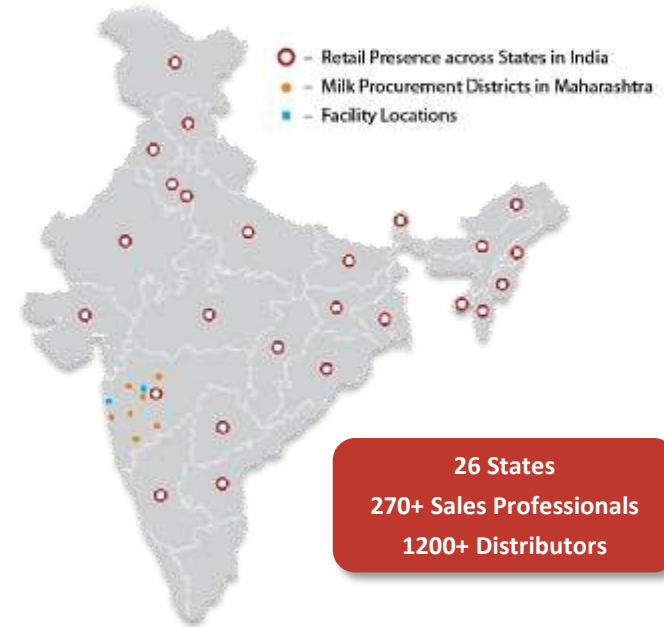 – Retail Presence across States in India
– Milk Procurement Districts in Maharashtra
– Facility Locations
26 States
270+ Sales Professionals
1200+ Distributors